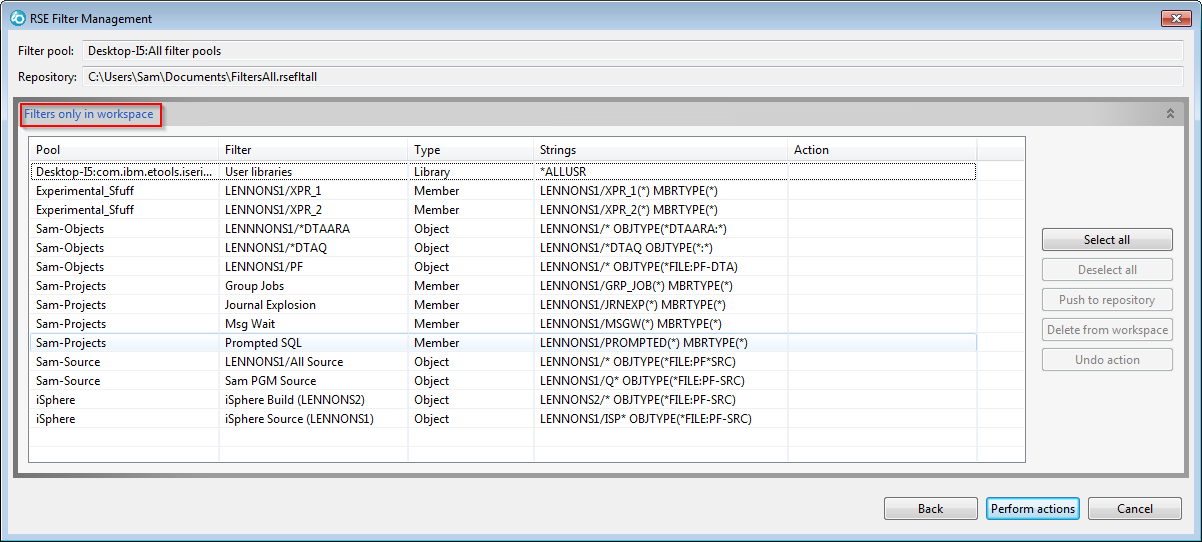 RSE Filter Management
Filter pool: Desktop-I5:All filter pools
Repository: C:\Users\Sam\Documents\FiltersAll.rsefltall
Filters only in workspace
Pool Filter Type Strings Action
Desktop-I5:com.ibm.etools.iseri... User libraries Library *ALLUSR
Experimental_Sfuff LENNONS1/XPR_1 Member LENNONS1/XPR_1(*) MBRTYPE(*)
Experimental_Sfuff LENNONS1/XPR_2 Member LENNONS1/XPR_2(*) MBRTYPE(*)
Sam-Objects LENNNONS1/*DTAARA Object LENNONS1/* OBJTYPE(*DTAARA:*)
Sam-Objects LENNONS1/*DTAQ Object LENNONS1/*DTAQ OBJTYPE(*:*)
Sam-Objects LENNONS1/PF Object LENNONS1/* OBJTYPE(*FILE:PF-DTA)
Sam-Projects Group Jobs Member LENNONS1/GRP_JOB(*) MBRTYPE(*)
Sam-Projects Journal Explosion Member LENNONS1/JRNEXP(*) MBRTYPE(*)
Sam-Projects Msg Wait Member LENNONS1/MSGW(*) MBRTYPE(*)
Sam-Projects Prompted SQL Member LENNONS1/PROMPTED(*) MBRTYPE(*)
Sam-Source LENNONS1/All Source Object LENNONS1/* OBJTYPE(*FILE:PF*SRC)
Sam-Source Sam PGM Source Object LENNONS1/Q* OBJTYPE(*FILE:PF-SRC)
iSphere iSphere Build (LENNONS2) Object LENNONS2/* OBJTYPE(*FILE:PF-SRC)
iSphere iSphere Source (LENNONS1) Object LENNONS1/ISP* OBJTYPE(*FILE:PF-SRC)
Select all
Deselect all
Push to repository
Delete from workspace
Undo action
Back Perform actions Cancel